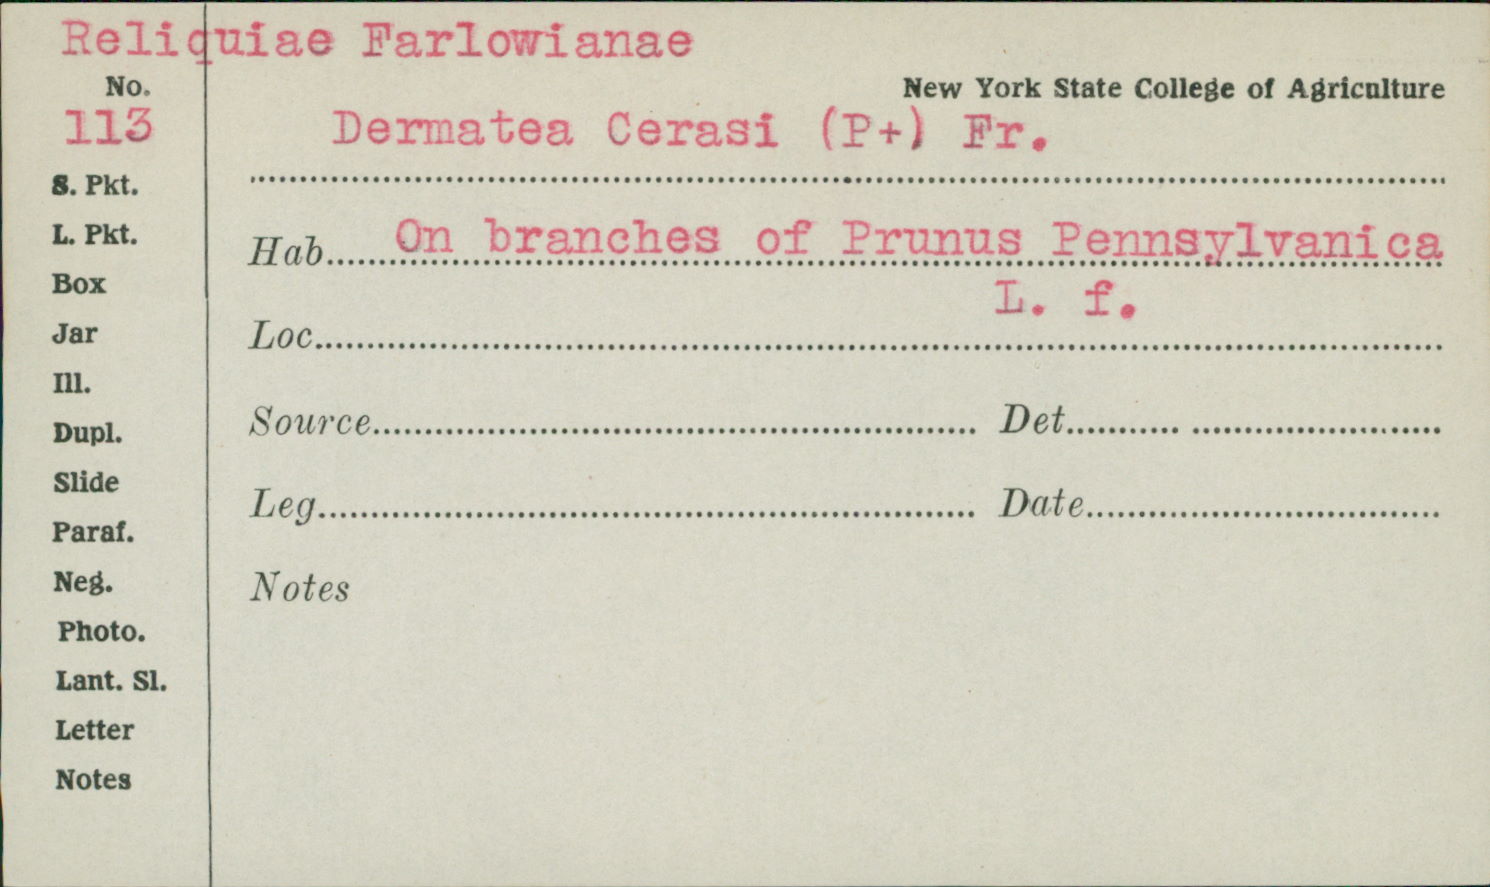 Reliquiae Farlowianae
No.
New York State College of Agriculture
113
Dermatea Cerasi (P+) Fr.
S. Pkt.
L. Pkt.
Hab. On branches of Prunus Pennsylvanica
Box
L. f.
Jar
Loc.
Ill.
Dupl.
Source Det.
Slide
Leg. Date
Paraf.
Neg.
Notes
Photo.
Lant. Sl.
Letter
Notes